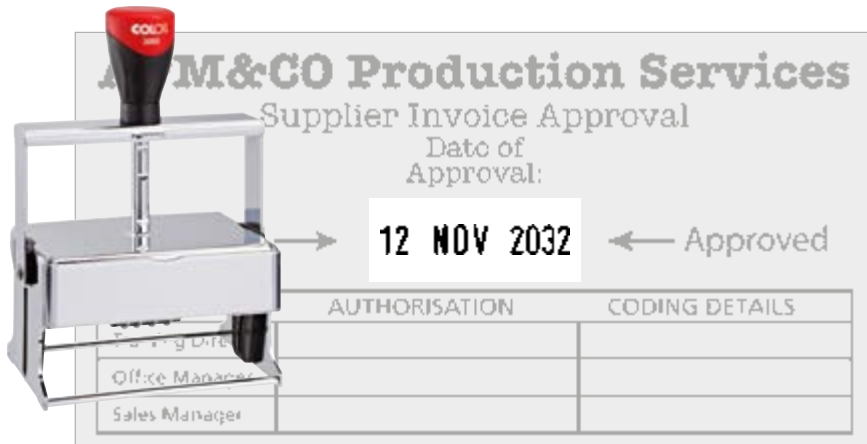 COLOP
M&CO Production Services
Supplier Invoice Approval
Date of
Approval:
12 NOV 2032 Approved
AUTHORISATION CODING DETAILS
Office Manager
Sales Manager